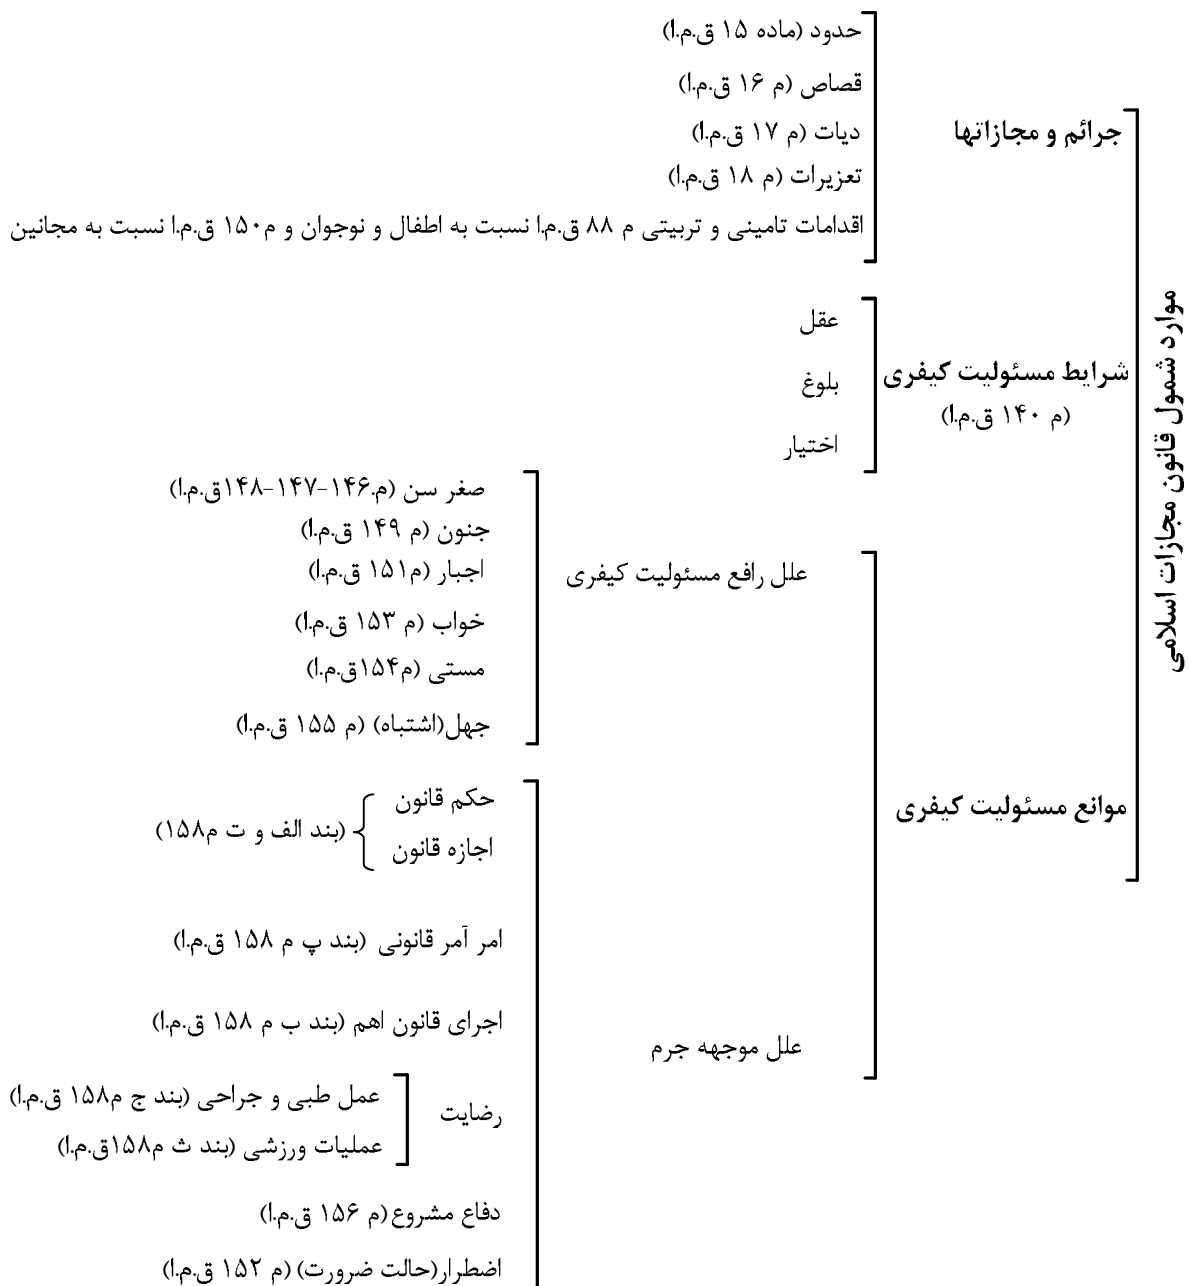 موارد شمول قانون مجازات اسلامی
جرائم و مجازاتها
حدود (ماده ۱۵ ق.م.ا)
قصاص (م ۱۶ ق.م.ا)
دیات (م ۱۷ ق.م.ا)
تعزیرات (م ۱۸ ق.م.ا)
اقدامات تامینی و تربیتی م ۸۸ ق.م.ا نسبت به اطفال و نوجوان و م۱۵۰ ق.م.ا نسبت به مجانین
شرایط مسئولیت کیفری
(م ۱۴۰ ق.م.ا)
عقل
بلوغ
اختیار
موانع مسئولیت کیفری
علل رافع مسئولیت کیفری
صغر سن (م.۱۴۶-۱۴۷-۱۴۸ق.م.ا)
جنون (م ۱۴۹ ق.م.ا)
اجبار (م۱۵۱ ق.م.ا)
خواب (م ۱۵۳ ق.م.ا)
مستی (م۱۵۴ق.م.ا)
جهل(اشتباه) (م ۱۵۵ ق.م.ا)
علل موجهه جرم
حکم قانون
اجازه قانون
(بند الف و ت م۱۵۸)
امر آمر قانونی (بند پ م ۱۵۸ ق.م.ا)
اجرای قانون اهم (بند ب م ۱۵۸ ق.م.ا)
رضایت
عمل طبی و جراحی (بند ج م۱۵۸ ق.م.ا)
عملیات ورزشی (بند ث م۱۵۸ق.م.ا)
دفاع مشروع(م ۱۵۶ ق.م.ا)
اضطرار(حالت ضرورت) (م ۱۵۲ ق.م.ا)